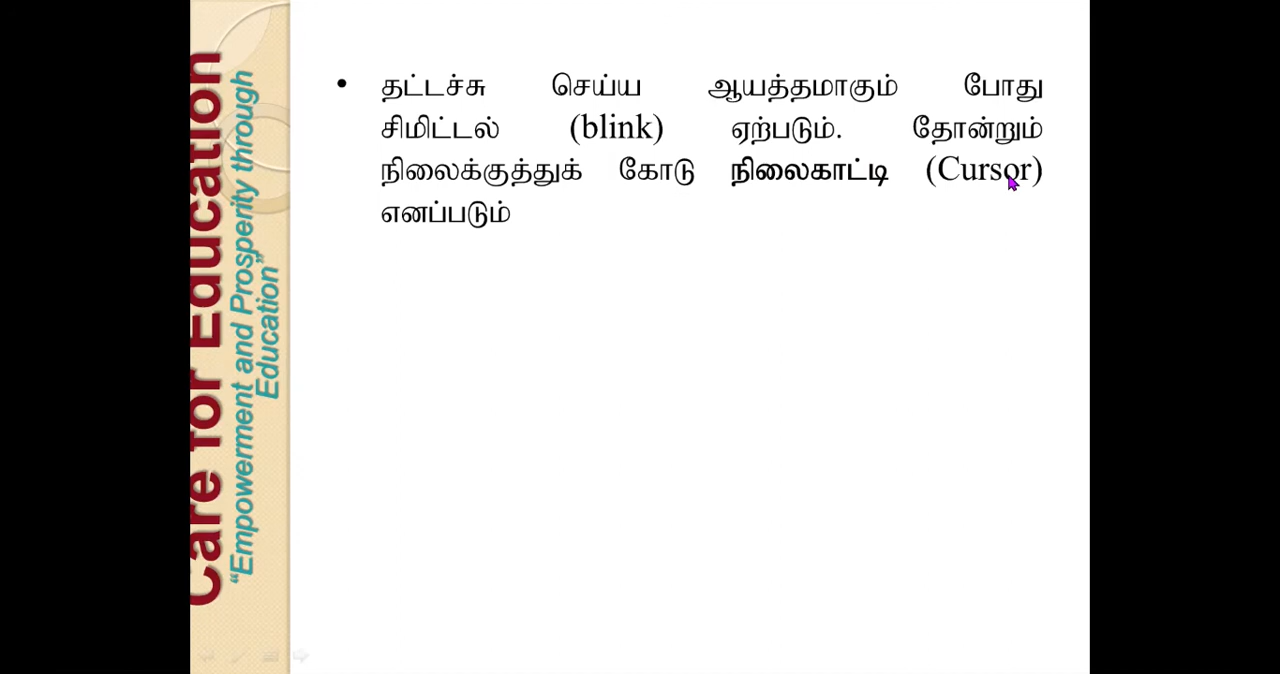 Care for Education
“Empowerment and Prosperity through
Education”
• தட்டச்சு செய்ய ஆயத்தமாகும் போது
சிமிட்டல் (blink) ஏற்படும். தோன்றும்
நிலைக்குத்துக் கோடு நிலைகாட்டி (Cursor)
எனப்படும்